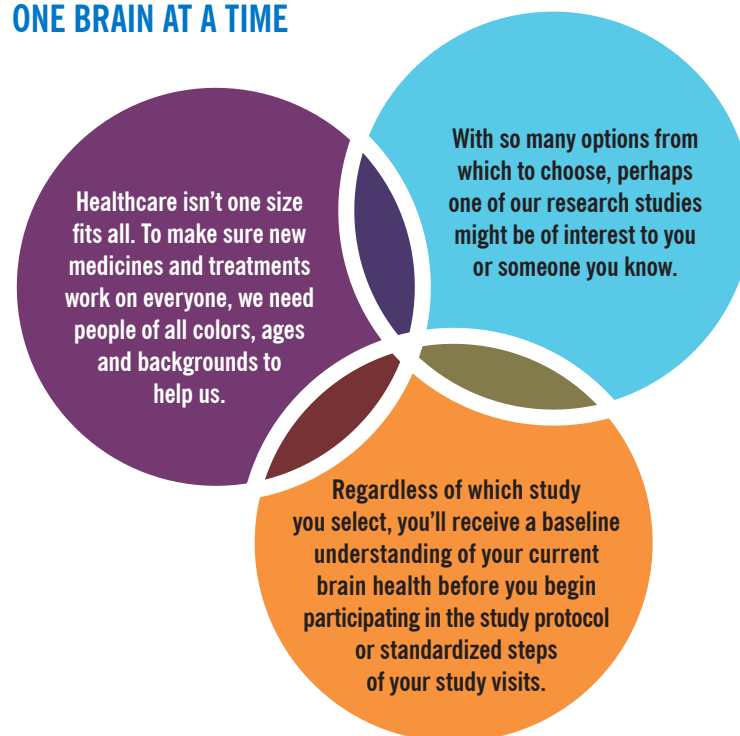 ONE BRAIN AT A TIME
Healthcare isn’t one size
fits all. To make sure new
medicines and treatments
work on everyone, we need
people of all colors, ages
and backgrounds to
help us.
With so many options from
which to choose, perhaps
one of our research studies
might be of interest to you
or someone you know.
Regardless of which study
you select, you’ll receive a baseline
understanding of your current
brain health before you begin
participating in the study protocol
or standardized steps
of your study visits.